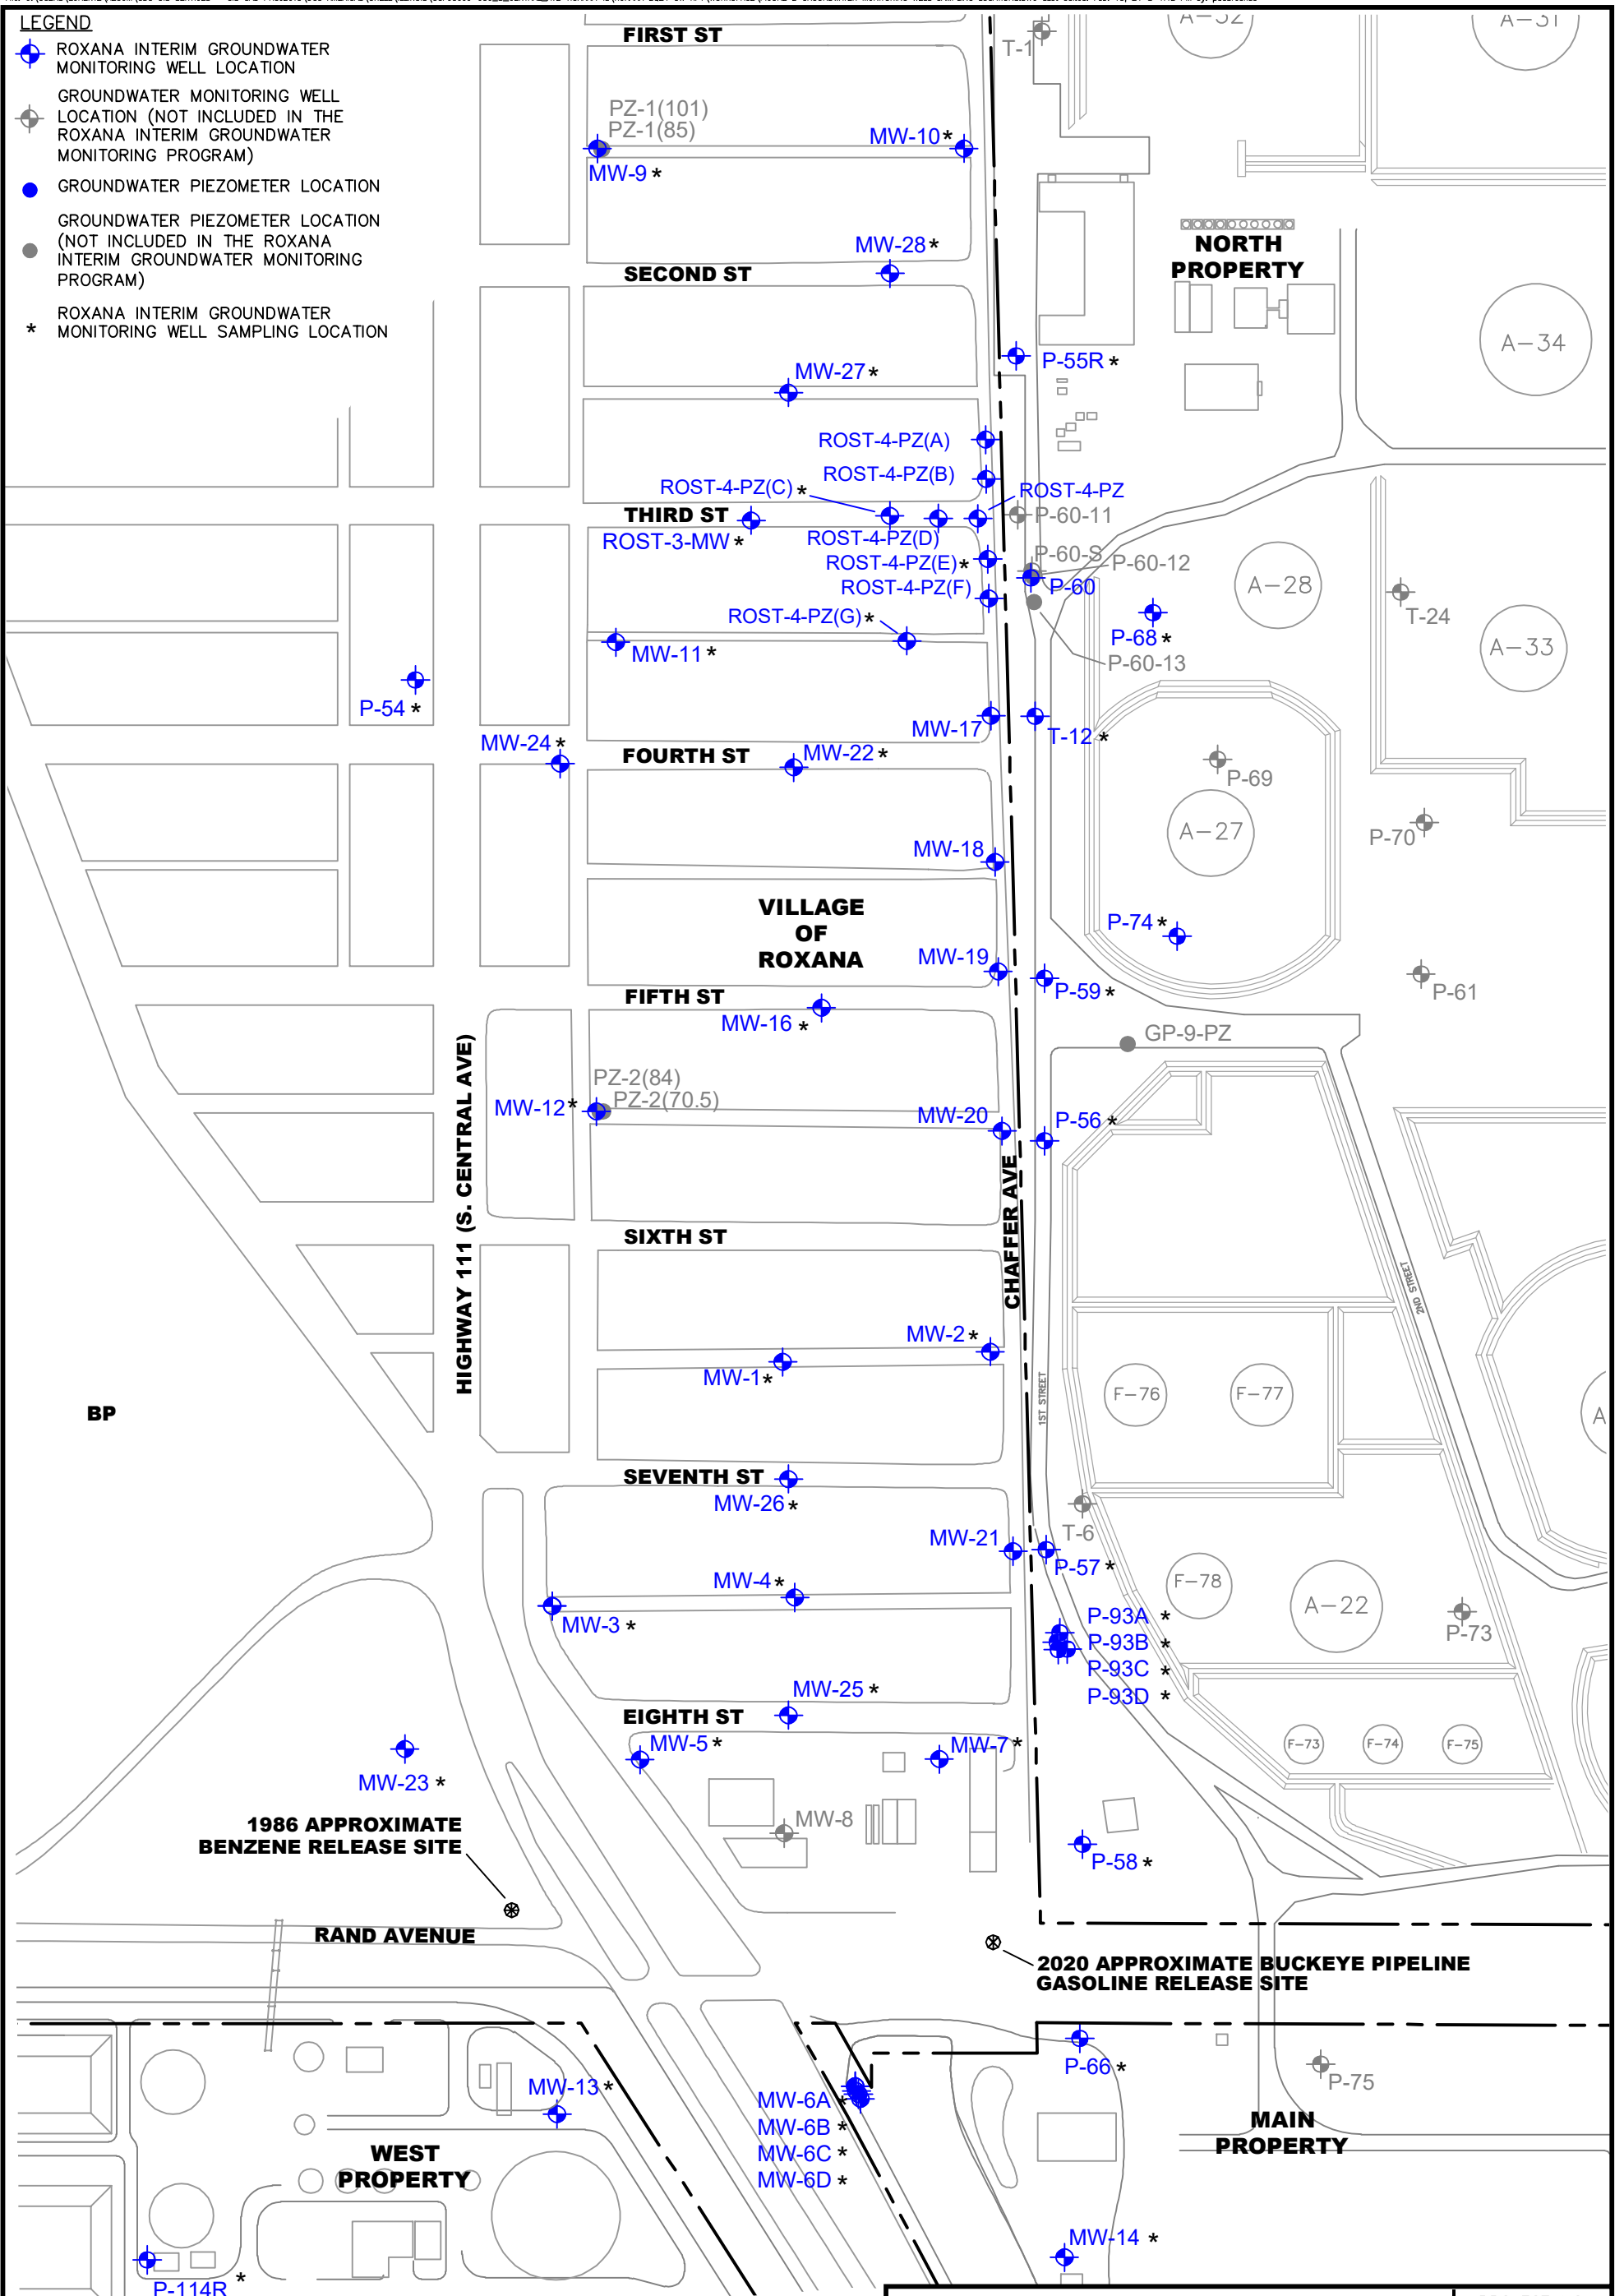 LEGEND
ROXANA INTERIM GROUNDWATER
MONITORING WELL LOCATION
GROUNDWATER MONITORING WELL
LOCATION (NOT INCLUDED IN THE
ROXANA INTERIM GROUNDWATER
MONITORING PROGRAM)
GROUNDWATER PIEZOMETER LOCATION
GROUNDWATER PIEZOMETER LOCATION
(NOT INCLUDED IN THE ROXANA
INTERIM GROUNDWATER MONITORING
PROGRAM)
* ROXANA INTERIM GROUNDWATER
MONITORING WELL SAMPLING LOCATION
FIRST ST
T-1
A-32
A-31
PZ-1(101)
PZ-1(85)
MW-9 *
MW-10 *
MW-28 *
SECOND ST
NORTH
PROPERTY
A-34
P-55R *
MW-27 *
ROST-4-PZ(A)
ROST-4-PZ(B)
ROST-4-PZ(C) *
ROST-4-PZ
THIRD ST
P-60-11
ROST-3-MW *
ROST-4-PZ(D)
P-60-S
ROST-4-PZ(E) *
P-60-12
ROST-4-PZ(F)
P-60
A-28
T-24
ROST-4-PZ(G) *
P-68 *
MW-11 *
P-60-13
A-33
P-54 *
MW-17
T-12 *
MW-24 *
FOURTH ST
MW-22 *
P-69
A-27
P-70
MW-18
VILLAGE
OF
ROXANA
P-74 *
MW-19
P-59 *
P-61
FIFTH ST
MW-16 *
GP-9-PZ
PZ-2(84)
PZ-2(70.5)
MW-12 *
MW-20
P-56 *
HIGHWAY 111 (S. CENTRAL AVE)
CHAFFER AVE
SIXTH ST
2ND STREET
MW-2 *
MW-1 *
1ST STREET
F-76
F-77
A
BP
SEVENTH ST
MW-26 *
T-6
MW-21
P-57 *
F-78
A-22
P-73
MW-4 *
MW-3 *
P-93A *
P-93B *
P-93C *
P-93D *
MW-25 *
EIGHTH ST
MW-5 *
MW-7 *
F-73
F-74
F-75
MW-23 *
MW-8
1986 APPROXIMATE
BENZENE RELEASE SITE
P-58 *
RAND AVENUE
2020 APPROXIMATE BUCKEYE PIPELINE
GASOLINE RELEASE SITE
P-66 *
P-75
MW-13 *
MW-6A *
MW-6B *
MW-6C *
MW-6D *
MAIN
PROPERTY
WEST
PROPERTY
MW-14 *
P-114R *